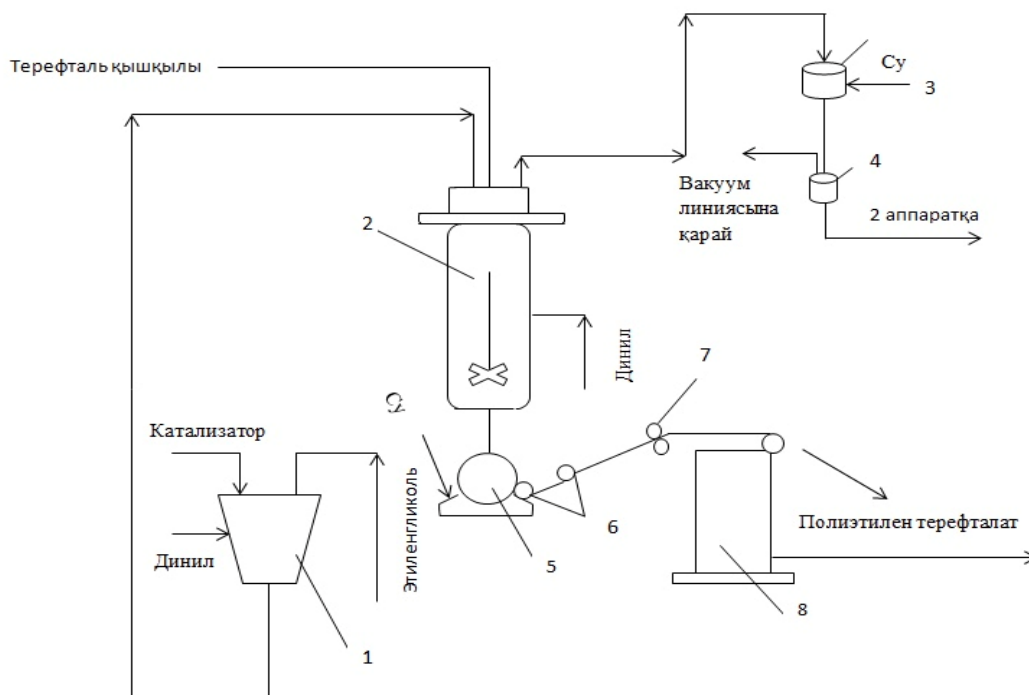 Терефталь қышқылы
Су
3
4
Вакуум
линиясына
қарай
2 аппаратқа
2
Динил
7
Су
Катализатор
Этиленгликоль
6
Полиэтилен терефталат
Динил
5
8
1